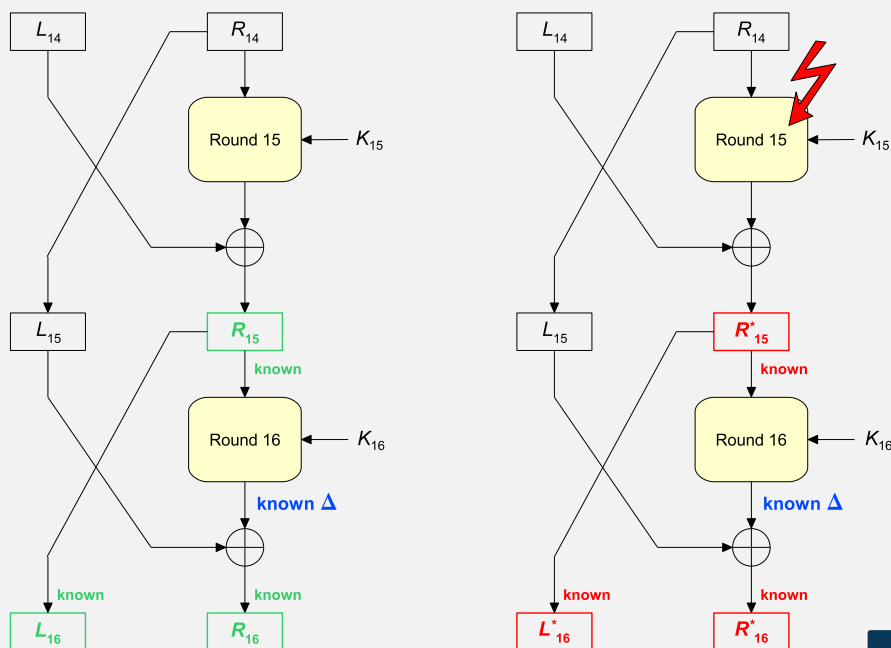 L14 R14 L14 R14
Round 15 K15 Round 15 K15
L15 R15 L15 R*15
known known
Round 16 K16 Round 16 K16
known Δ known Δ
known known known known
L16 R16 L*16 R*16